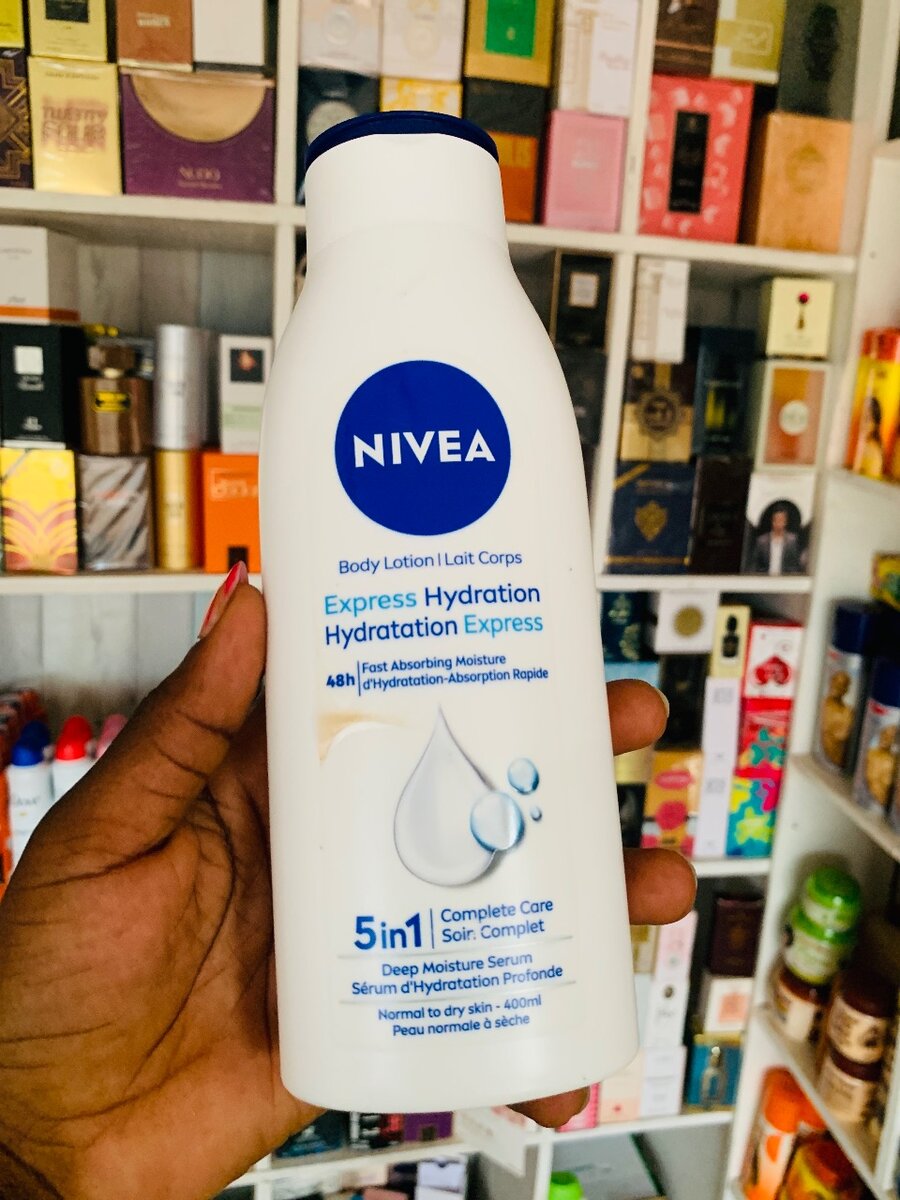 NIVEA
Body Lotion | Lait Corps
Express Hydration
Hydratation Express
48h | Fast Absorbing Moisture
d'Hydratation-Absorption Rapide
5in1 | Complete Care
Soir. Complet
Deep Moisture Serum
Sérum d'Hydratation Profonde
Normal to dry skin - 400ml
Peau normale à sèche